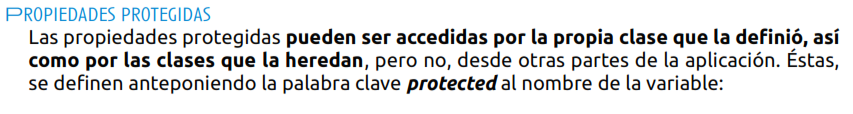 PROPIEDADES PROTEGIDAS
Las propiedades protegidas pueden ser accedidas por la propia clase que la definió, así
como por las clases que la heredan, pero no, desde otras partes de la aplicación. Éstas,
se definen anteponiendo la palabra clave protected al nombre de la variable: